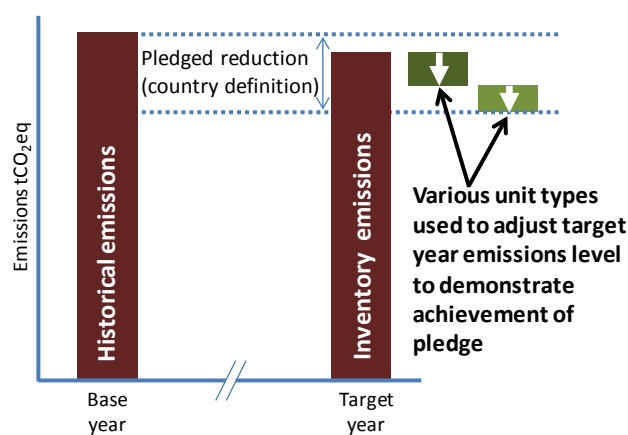 Emissions tCO₂eq
Pledged reduction
(country definition)
Historical emissions
Inventory emissions
Various unit types
used to adjust target
year emissions level
to demonstrate
achievement of
pledge
Base
year
Target
year